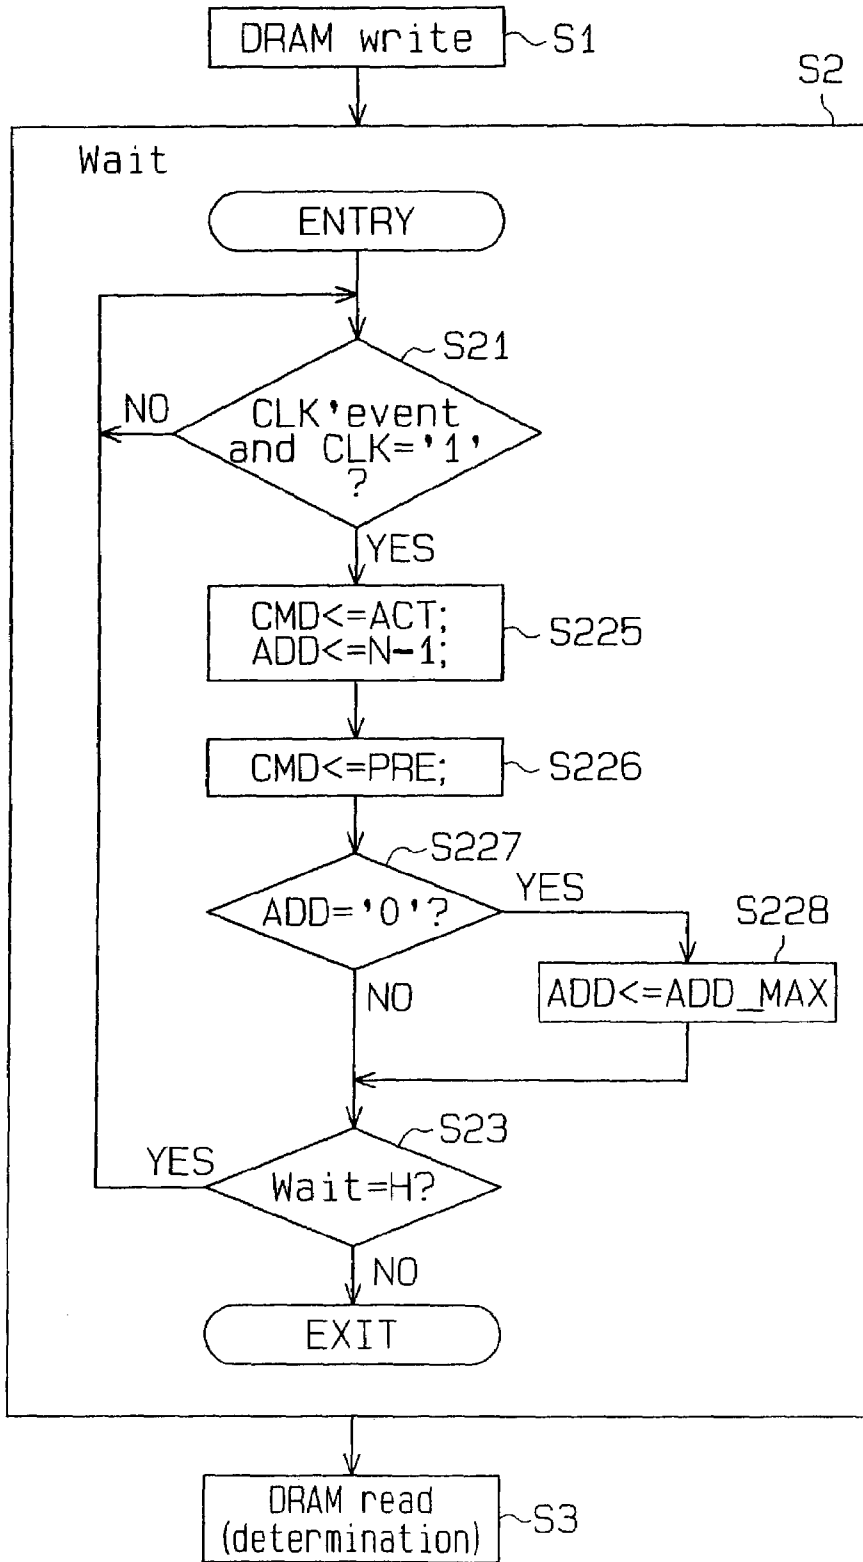 DRAM write
S1
S2
Wait
ENTRY
S21
NO
CLK'event
and CLK='1'
?
YES
CMD<=ACT;
ADD<=N-1;
S225
CMD<=PRE;
S226
S227
YES
ADD='0'?
S228
NO
ADD<=ADD_MAX
S23
YES
Wait=H?
NO
EXIT
DRAM read
(determination)
S3